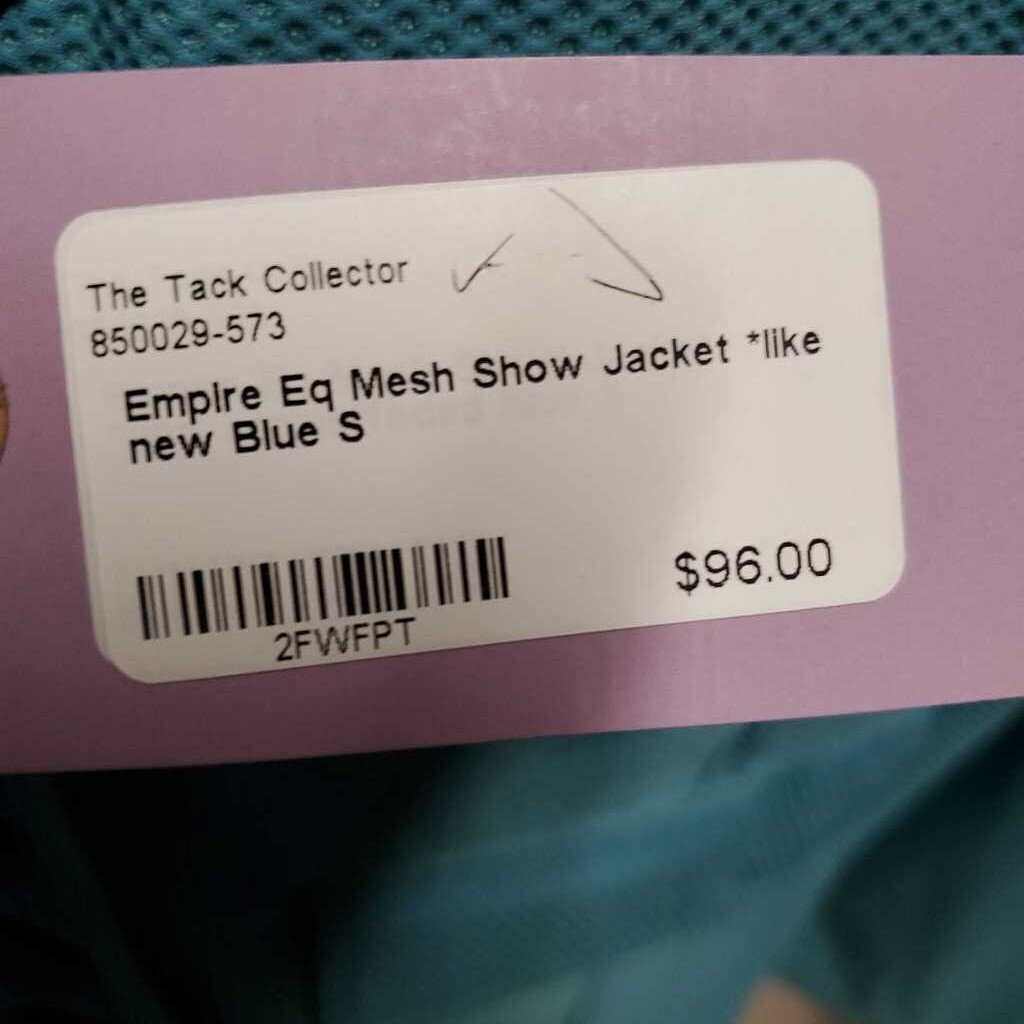 The Tack Collector
850029-573
Empire Eq Mesh Show Jacket *like
new Blue S
$96.00
2FWFPT